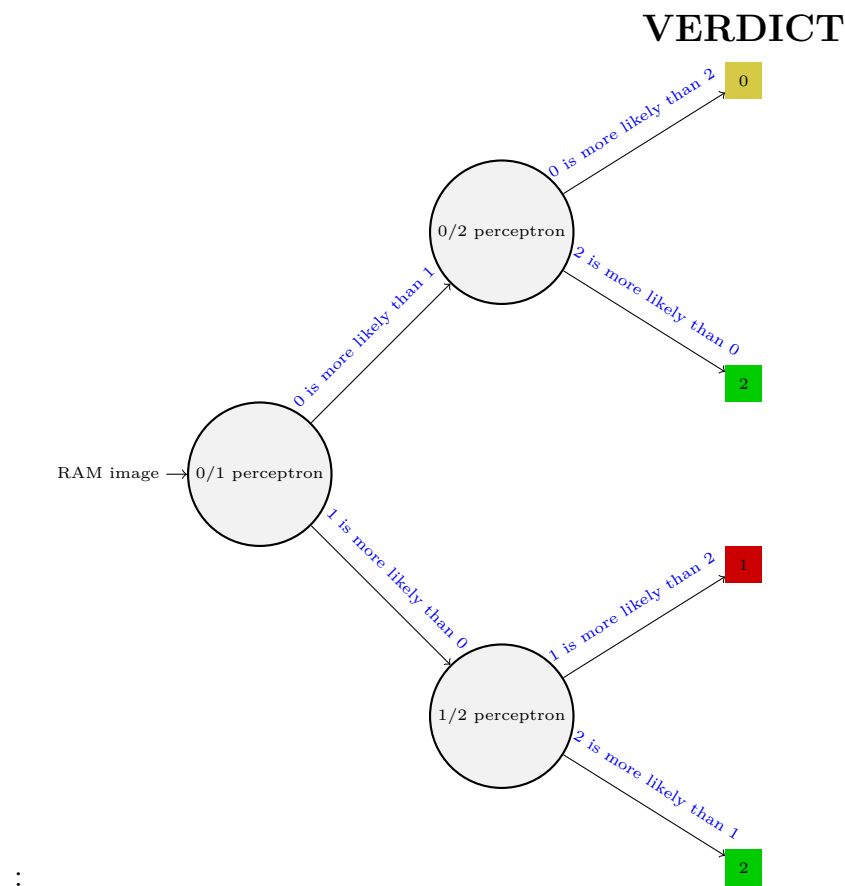 VERDICT
0 is more likely than 2
0
0/2 perceptron
2 is more likely than 0
2
0 is more likely than 1
RAM image
0/1 perceptron
1 is more likely than 0
1 is more likely than 2
1
1/2 perceptron
2 is more likely than 1
2
: